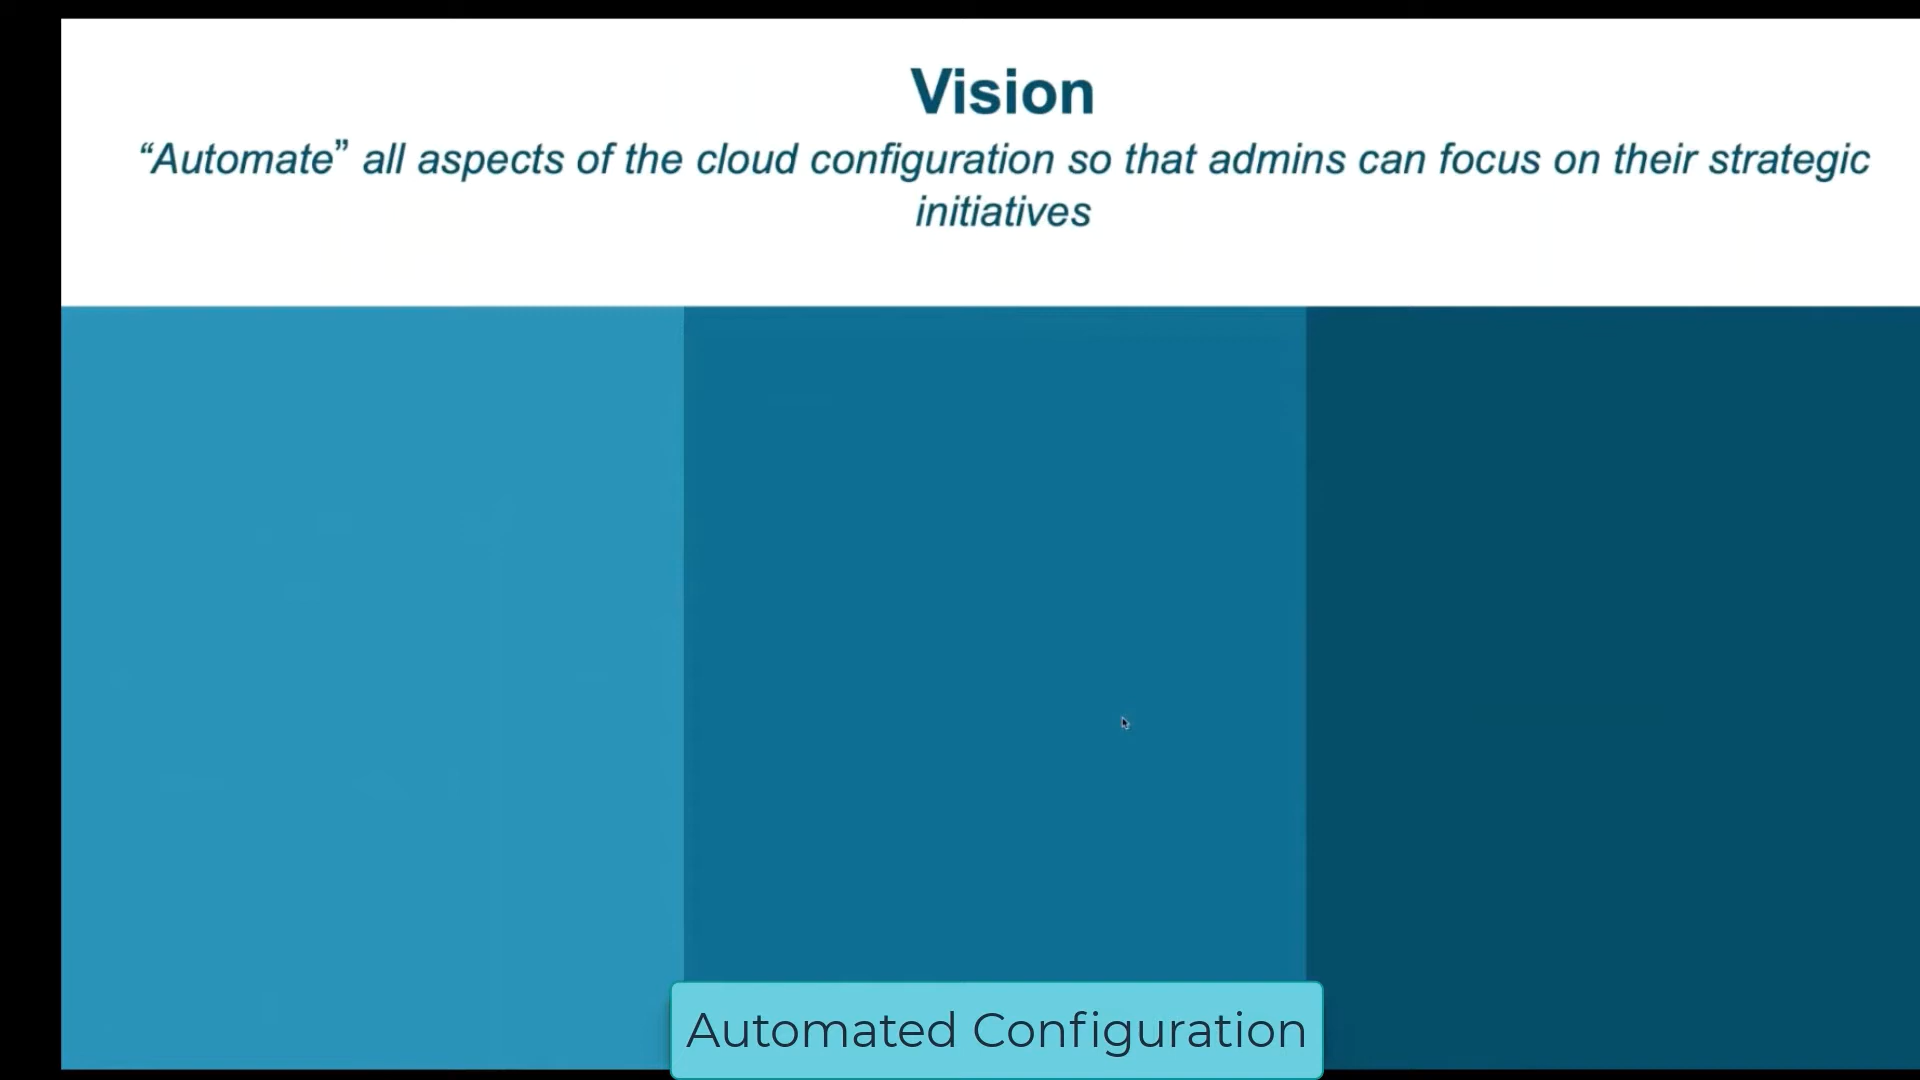 Vision
“Automate” all aspects of the cloud configuration so that admins can focus on their strategic
initiatives
Automated Configuration